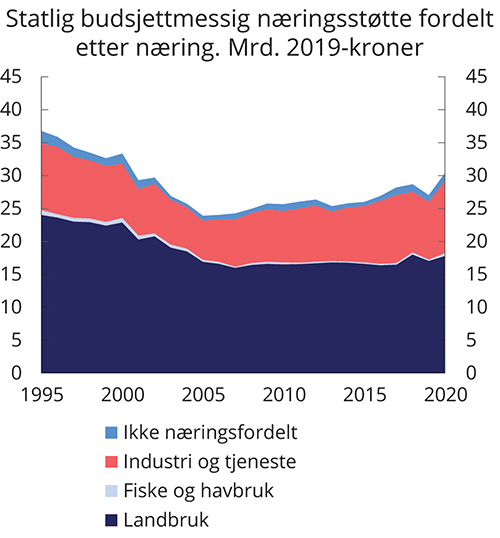 Statlig budsjettmessig næringsstøtte fordelt
etter næring. Mrd. 2019-kroner
45 45
40 40
35 35
30 30
25 25
20 20
15 15
10 10
5 5
0 0
1995 2000 2005 2010 2015 2020
Ikke næringsfordelt
Industri og tjeneste
Fiske og havbruk
Landbruk